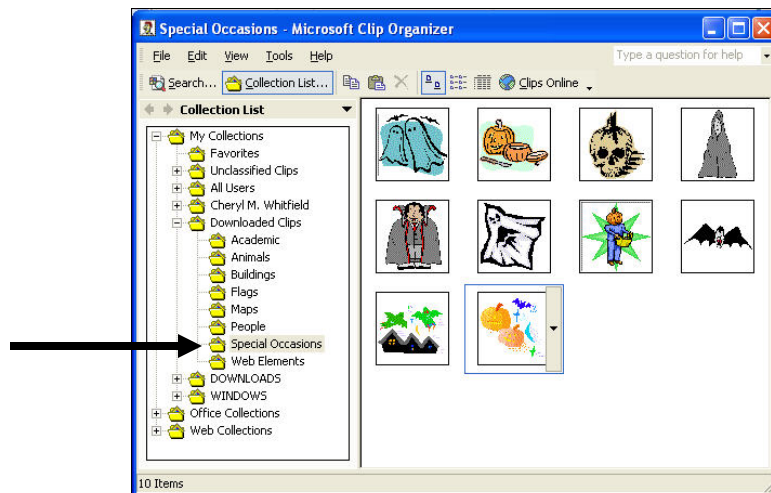 Special Occasions - Microsoft Clip Organizer
File Edit View Tools Help
Type a question for help
Search... Collection List... Clips Online
Collection List
My Collections
Favorites
Unclassified Clips
All Users
Cheryl M. Whitfield
Downloaded Clips
Academic
Animals
Buildings
Flags
Maps
People
Special Occasions
Web Elements
DOWNLOADS
WINDOWS
Office Collections
Web Collections
10 Items